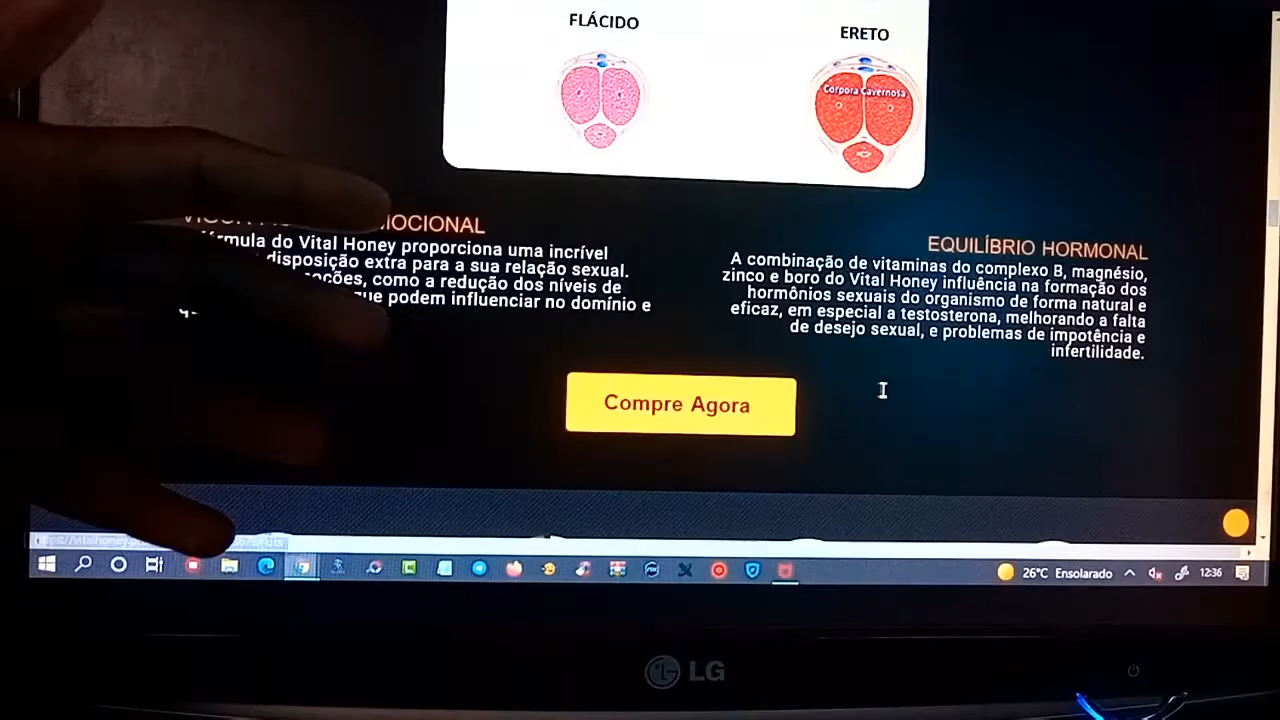 FLÁCIDO
ERETO
Corpora Cavernosa
EMOCIONAL
fórmula do Vital Honey proporciona uma incrível
disposição extra para a sua relação sexual.
como a redução dos níveis de
que podem influenciar no domínio e
EQUILÍBRIO HORMONAL
A combinação de vitaminas do complexo B, magnésio,
zinco e boro do Vital Honey influência na formação dos
hormônios sexuais do organismo de forma natural e
eficaz, em especial a testosterona, melhorando a falta
de desejo sexual, e problemas de impotência e
infertilidade.
Compre Agora
26°C Ensolarado
12:36
LG